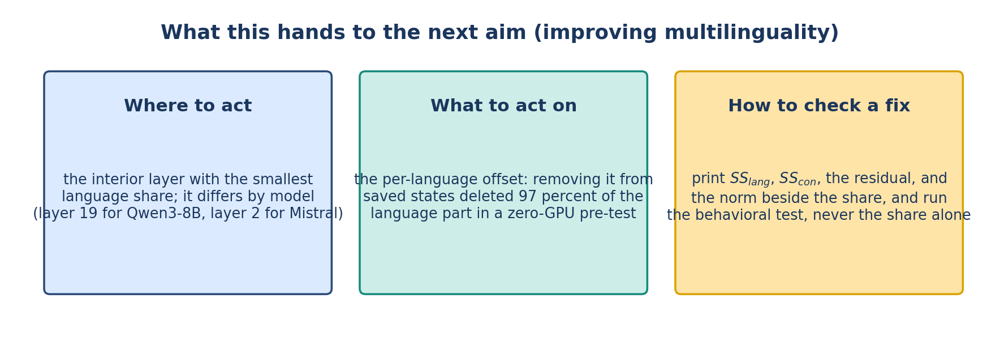 What this hands to the next aim (improving multilinguality)
Where to act
the interior layer with the smallest
language share; it differs by model
(layer 19 for Qwen3-8B, layer 2 for Mistral)
What to act on
the per-language offset: removing it from
saved states deleted 97 percent of the
language part in a zero-GPU pre-test
How to check a fix
print SS_lang, SS_con, the residual, and
the norm beside the share, and run
the behavioral test, never the share alone